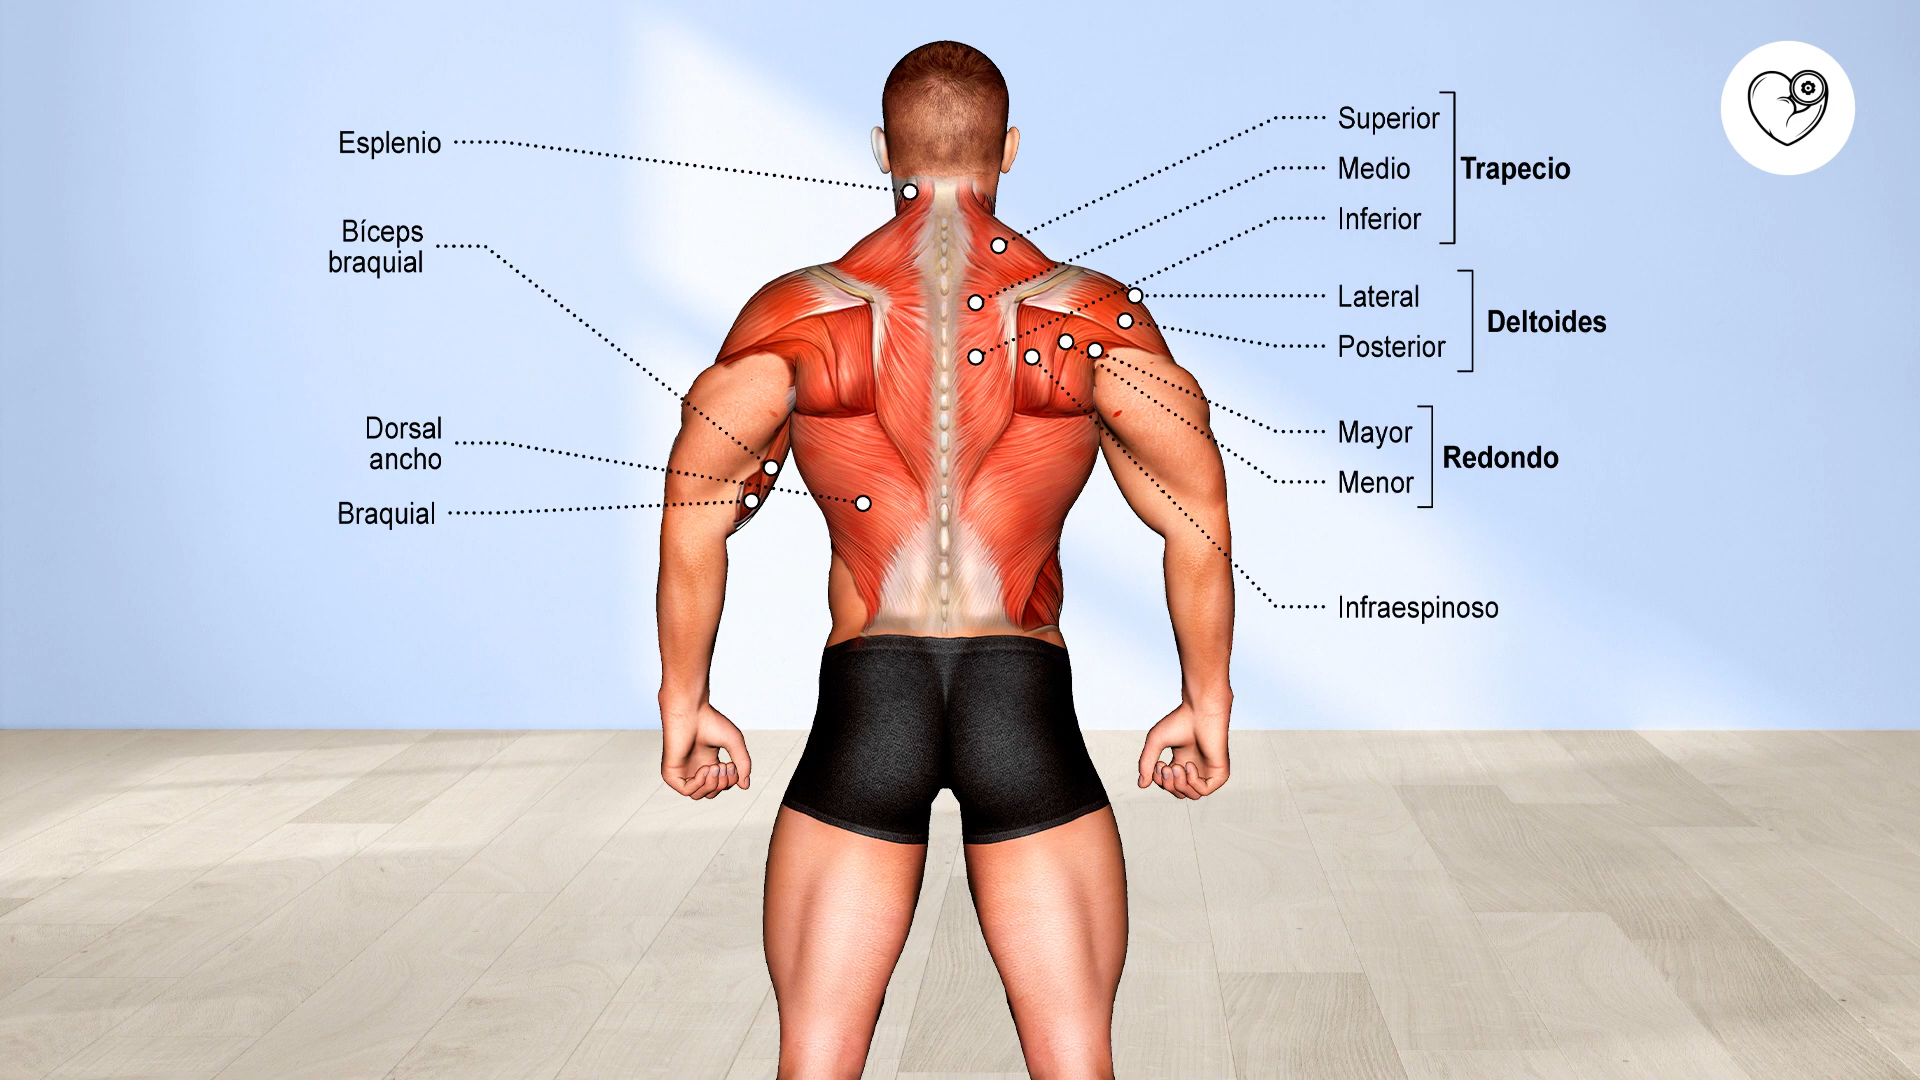 Esplenio
Bíceps
braquial
Dorsal
ancho
Braquial
Superior
Medio
Inferior
Trapecio
Lateral
Posterior
Deltoides
Mayor
Menor
Redondo
Infraespinoso